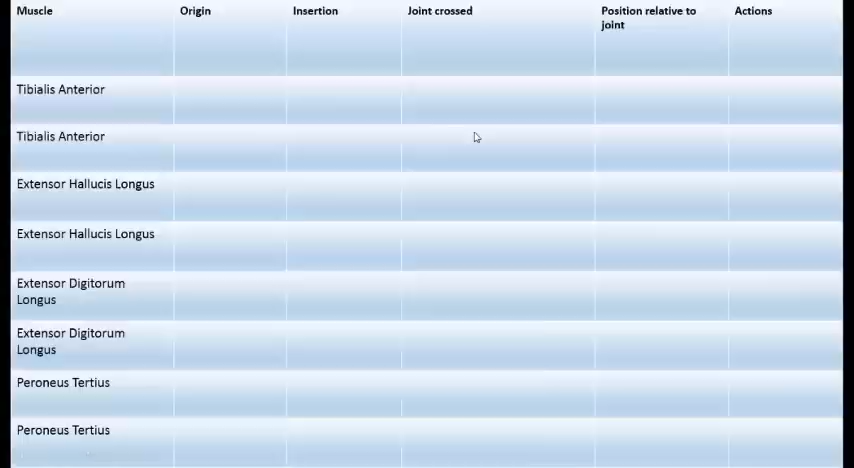 Muscle
Origin
Insertion
Joint crossed
Position relative to
joint
Actions
Tibialis Anterior
Tibialis Anterior
Extensor Hallucis Longus
Extensor Hallucis Longus
Extensor Digitorum
Longus
Extensor Digitorum
Longus
Peroneus Tertius
Peroneus Tertius